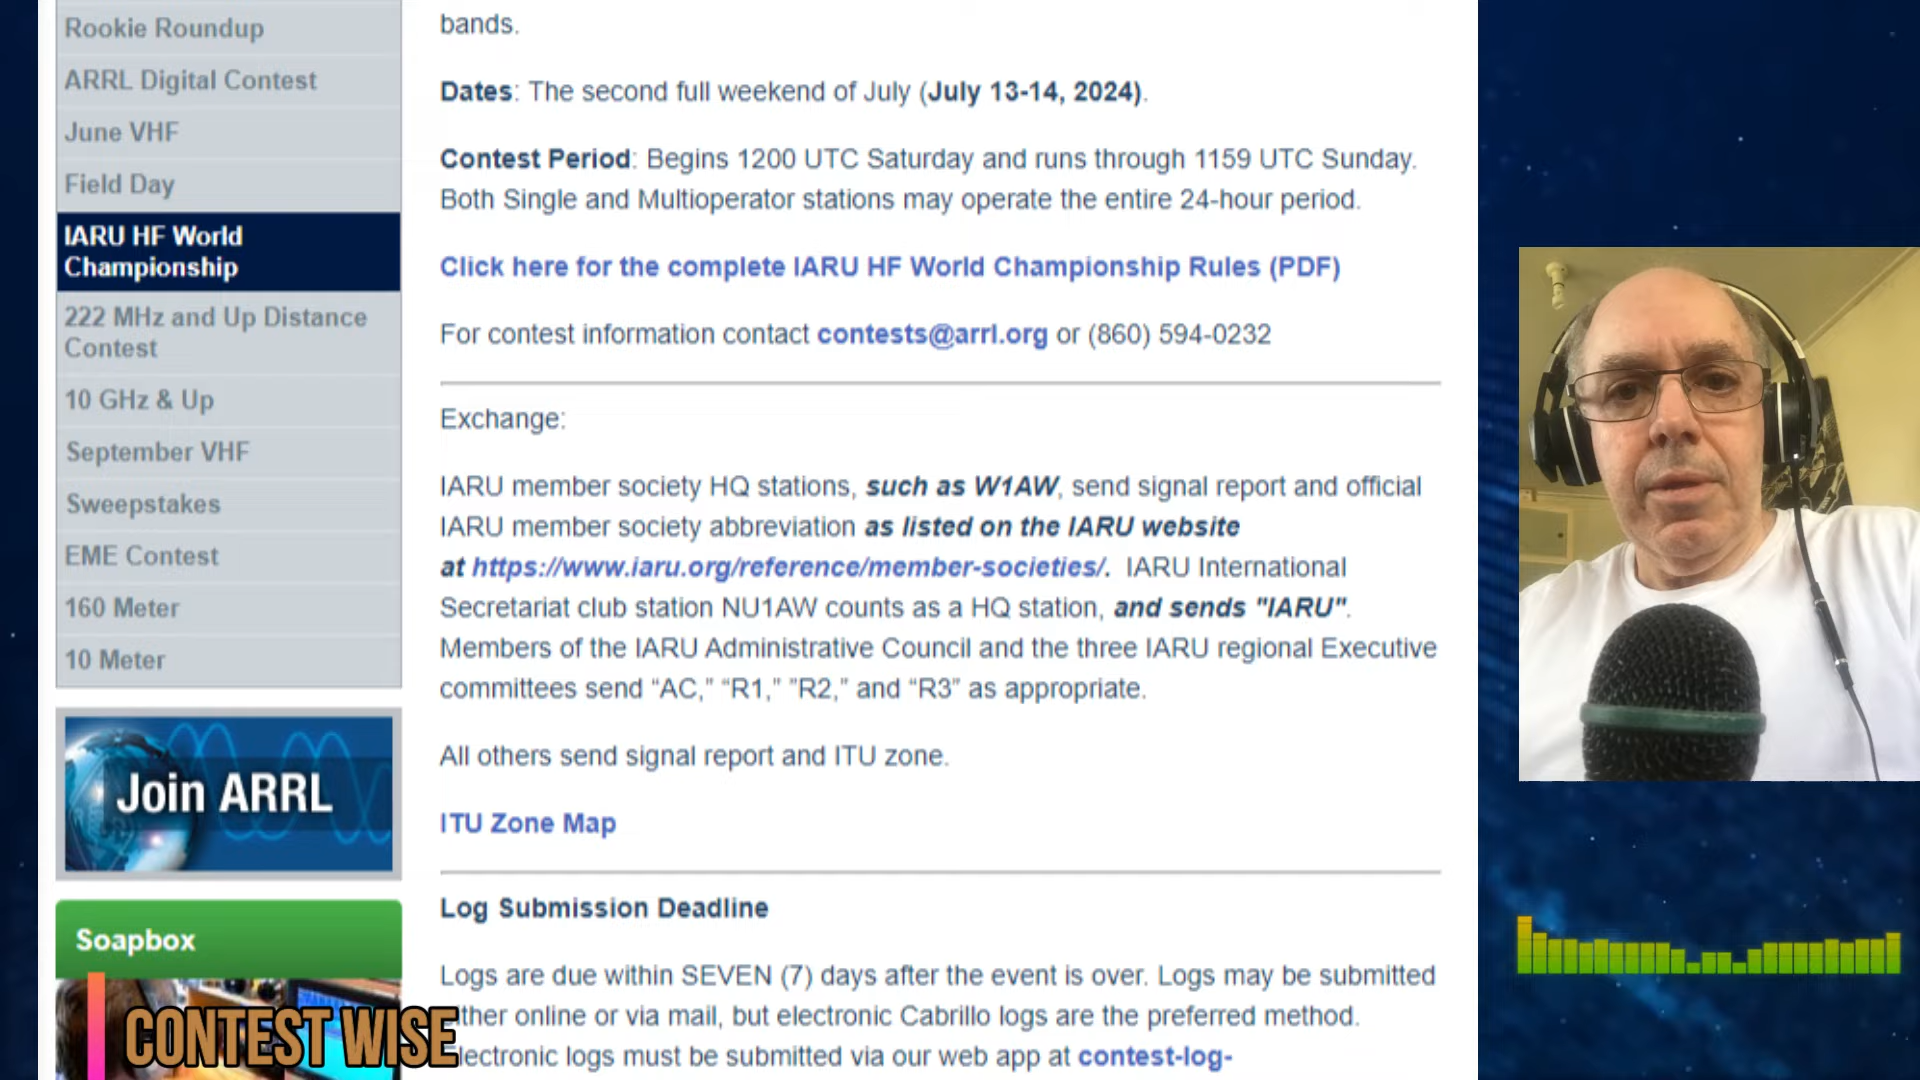 Rookie Roundup
ARRL Digital Contest
June VHF
Field Day
IARU HF World
Championship
222 MHz and Up Distance
Contest
10 GHz & Up
September VHF
Sweepstakes
EME Contest
160 Meter
10 Meter
Join ARRL
Soapbox
CONTEST WISE
bands.
Dates: The second full weekend of July (July 13-14, 2024).
Contest Period: Begins 1200 UTC Saturday and runs through 1159 UTC Sunday.
Both Single and Multioperator stations may operate the entire 24-hour period.
Click here for the complete IARU HF World Championship Rules (PDF)
For contest information contact contests@arrl.org or (860) 594-0232
Exchange:
IARU member society HQ stations, such as W1AW, send signal report and official
IARU member society abbreviation as listed on the IARU website
at https://www.iaru.org/reference/member-societies/. IARU International
Secretariat club station NU1AW counts as a HQ station, and sends "IARU".
Members of the IARU Administrative Council and the three IARU regional Executive
committees send “AC,” “R1,” ”R2,” and “R3” as appropriate.
All others send signal report and ITU zone.
ITU Zone Map
Log Submission Deadline
Logs are due within SEVEN (7) days after the event is over. Logs may be submitted
ither online or via mail, but electronic Cabrillo logs are the preferred method.
lectronic logs must be submitted via our web app at contest-log-